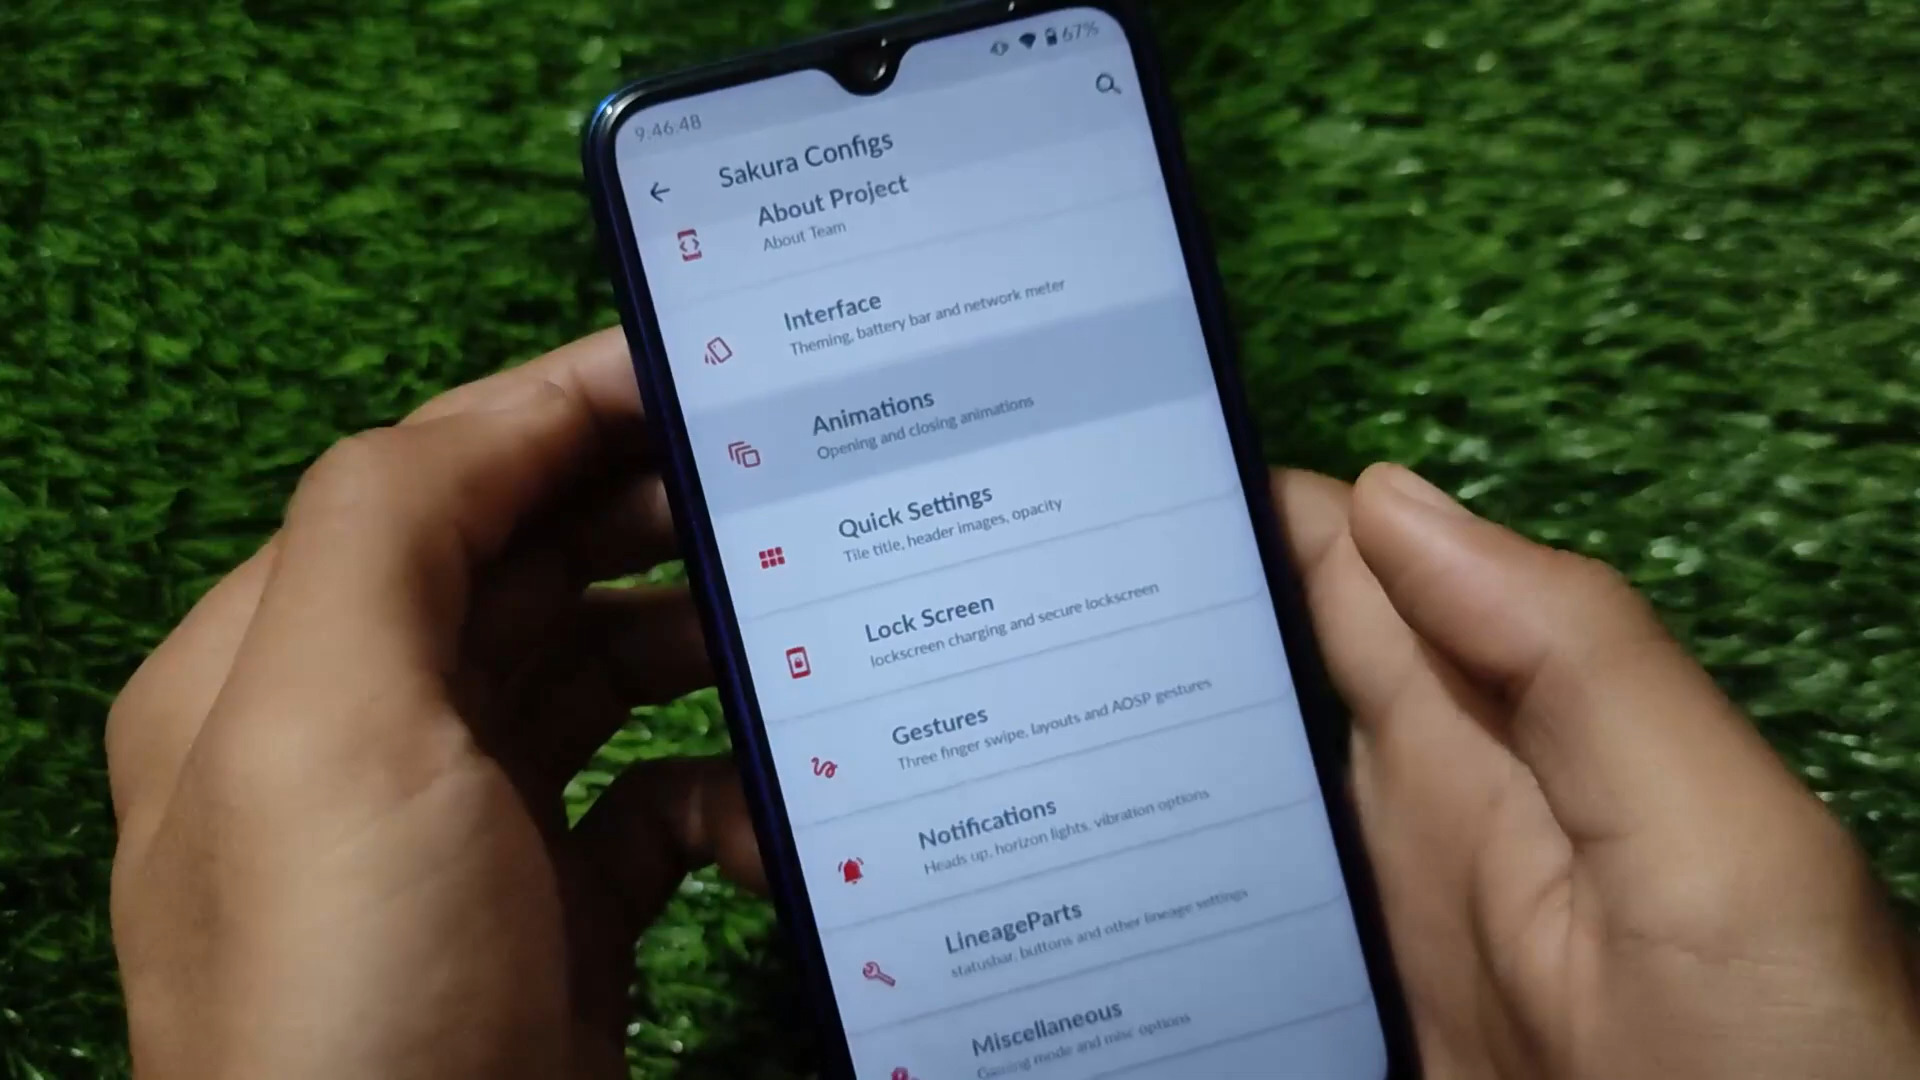 9:46:48
67%
Sakura Configs
About Project
About Team
Interface
Theming, battery bar and network meter
Animations
Opening and closing animations
Quick Settings
Tile title, header images, opacity
Lock Screen
lockscreen charging and secure lockscreen
Gestures
Three finger swipe, layouts and AOSP gestures
Notifications
Heads up, horizon lights, vibration options
LineageParts
statusbar, buttons and other lineage settings
Miscellaneous
Gaming mode and misc options